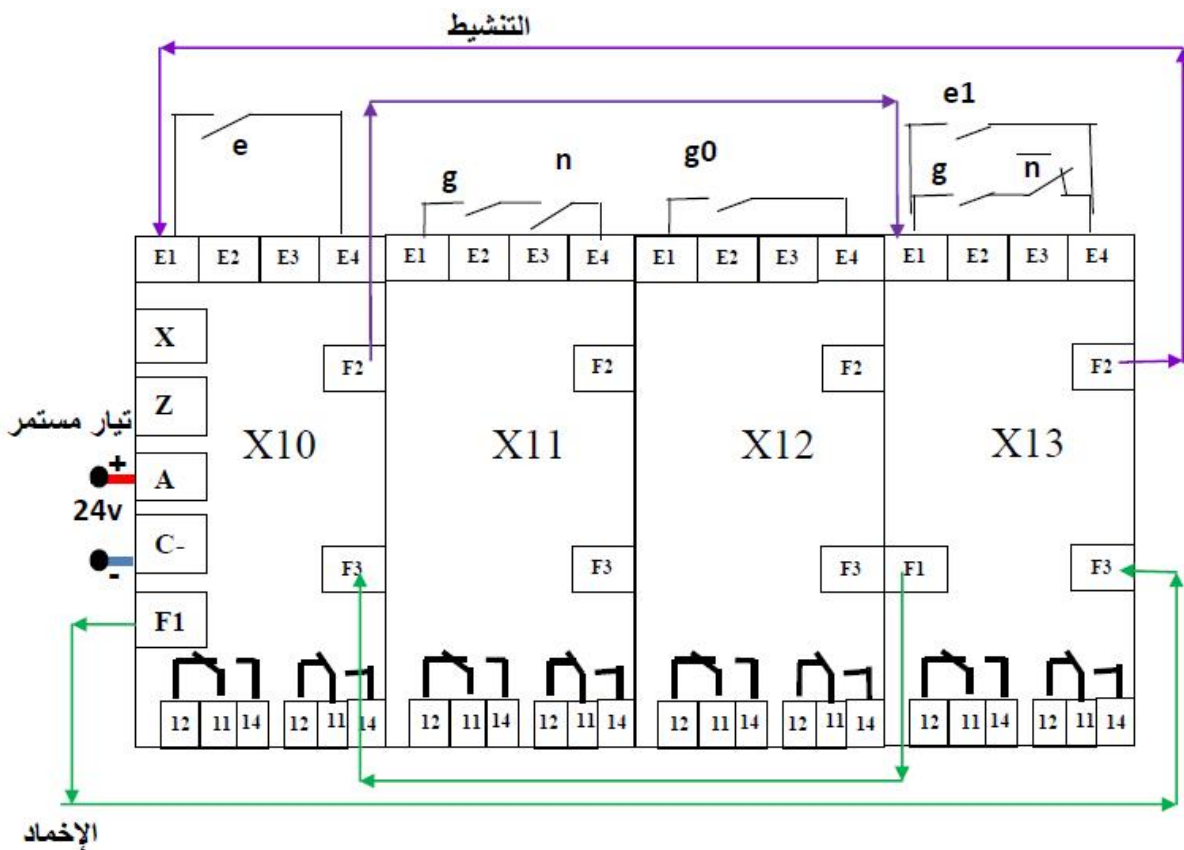 التنشيط
e1
e
g
n
g0
g
n̅
E1 E2 E3 E4 E1 E2 E3 E4 E1 E2 E3 E4 E1 E2 E3 E4
X
F2 F2 F2 F2
Z
تيار مستمر
X10 X11 X12 X13
+
A
24v
C-
-
F3 F3 F3 F1 F3
F1
12 11 14 12 11 14 12 11 14 12 11 14 12 11 14 12 11 14 12 11 14 12 11 14
الإخماد